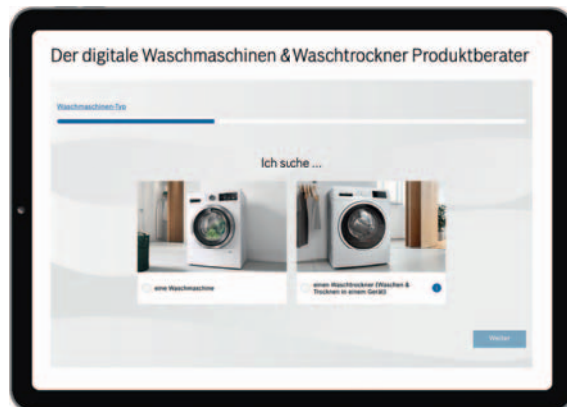 Der digitale Waschmaschinen & Waschtrockner Produktberater
Waschmaschinen-Typ
Ich suche ...
eine Waschmaschine
einen Waschtrockner (Waschen &
Trocknen in einem Gerät)
Weiter